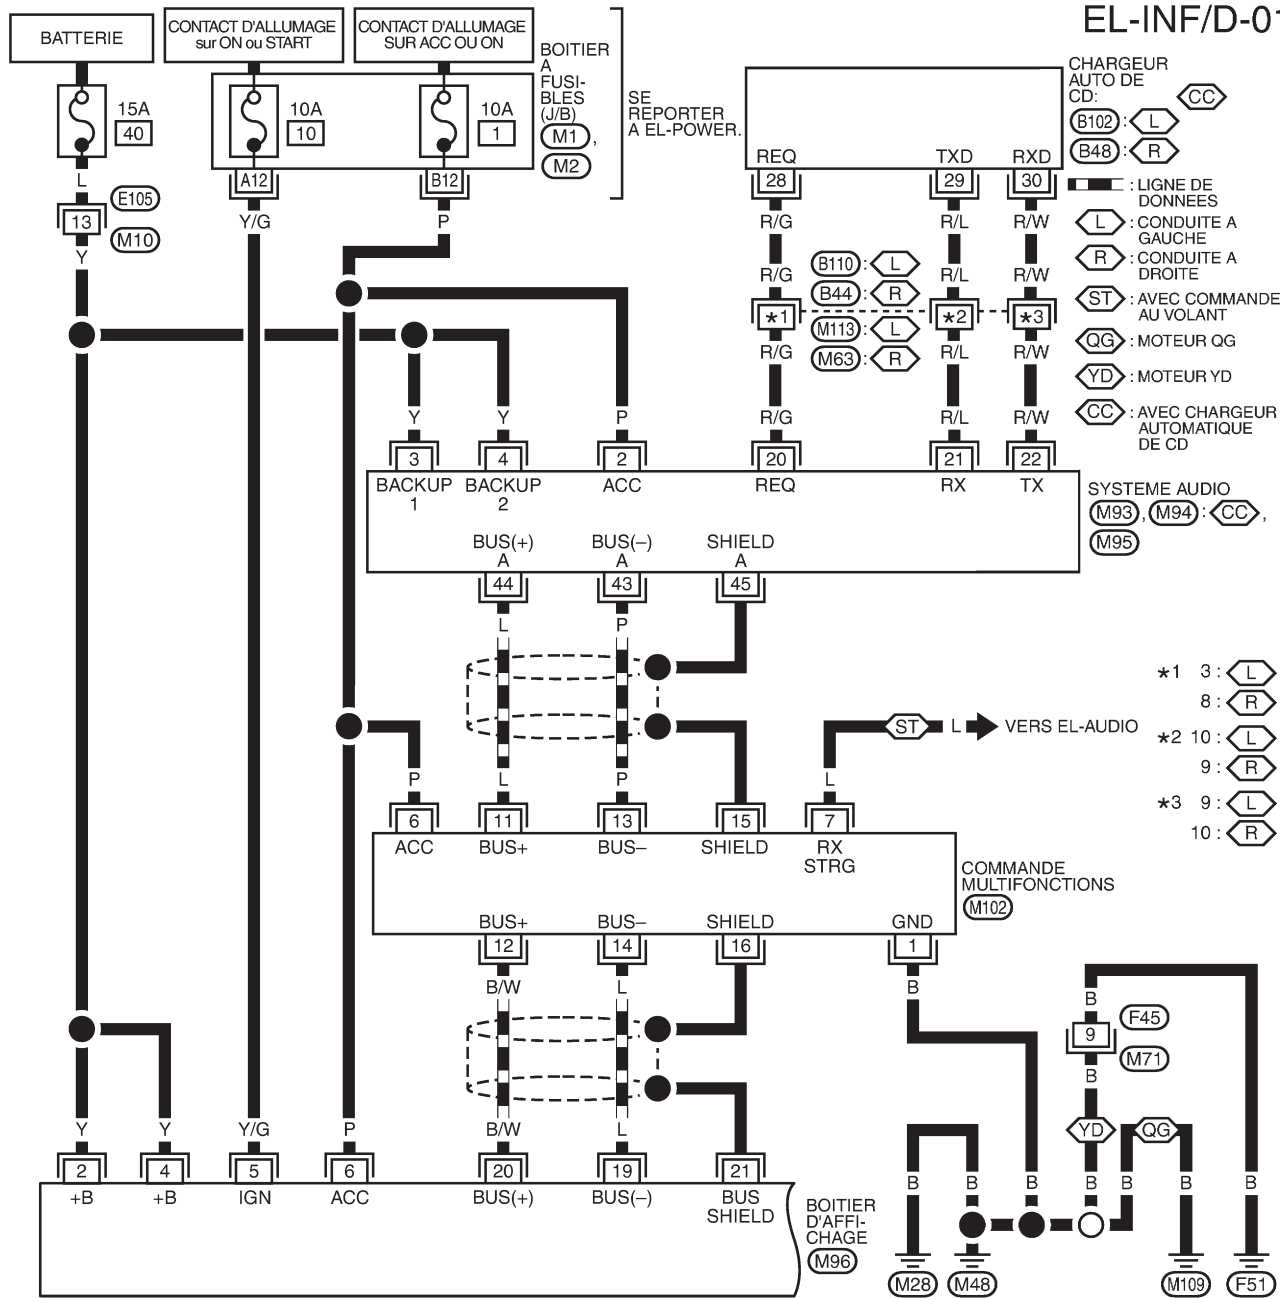 EL-INF/D-01
BATTERIE
CONTACT D'ALLUMAGE
sur ON ou START
CONTACT D'ALLUMAGE
SUR ACC OU ON
BOITIER
A
FUSI-
BLES
(J/B)
M1,
M2
SE
REPORTER
A EL-POWER.
15A
40
10A
10
10A
1
CHARGEUR
AUTO DE
CD: CC
B102 : L
B48 : R
: LIGNE DE
DONNEES
L : CONDUITE A
GAUCHE
R : CONDUITE A
DROITE
ST : AVEC COMMANDE
AU VOLANT
QG : MOTEUR QG
YD : MOTEUR YD
CC : AVEC CHARGEUR
AUTOMATIQUE
DE CD
REQ TXD RXD
28 29 30
R/G R/L R/W
R/G R/L R/W
B110 : L
B44 : R
*1 *2 *3
M113 : L
M63 : R
R/G R/L R/W
R/G R/L R/W
A12 B12
L Y/G P
E105
13
M10
Y
Y Y P
3 4 2 20 21 22
BACKUP
1
BACKUP
2
ACC REQ RX TX
SYSTEME AUDIO
M93, M94 : CC,
M95
BUS(+)
A
BUS(–)
A
SHIELD
A
44 43 45
L P
*1 3 : L
8 : R
*2 10 : L
9 : R
*3 9 : L
10 : R
ST L VERS EL-AUDIO
P L P L
6 11 13 15 7
ACC BUS+ BUS– SHIELD RX
STRG
COMMANDE
MULTIFONCTIONS
M102
BUS+ BUS– SHIELD GND
12 14 16 1
B/W L B
B
9
F45
M71
B
YD QG
Y Y Y/G P B/W L
B B B B B B B
2 4 5 6 20 19 21
+B +B IGN ACC BUS(+) BUS(–) BUS
SHIELD
BOITIER
D'AFFI-
CHAGE
M96
M28 M48 M109 F51